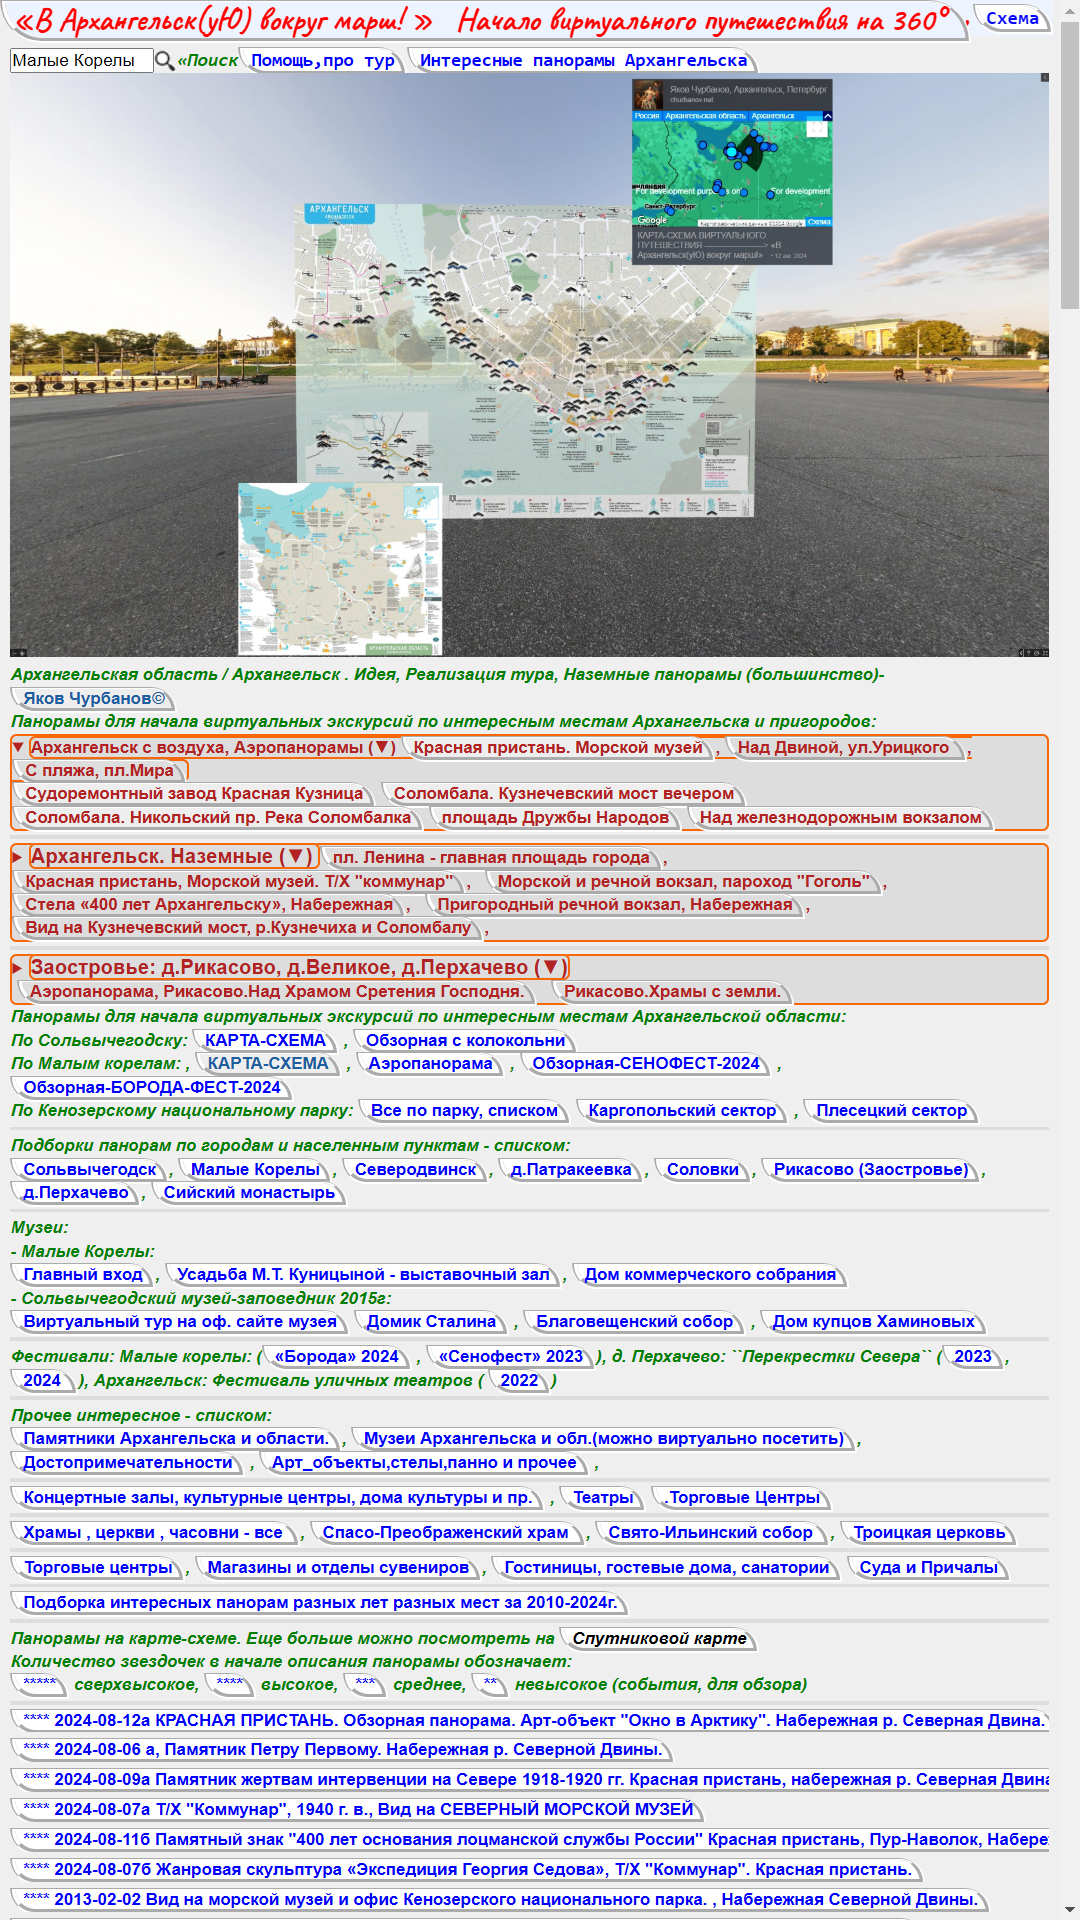 «В Архангельск(уЮ) вокруг марш! » Начало виртуального путешествия на 360° . Схема
Малые Корелы «Поиск Помощь,про тур Интересные панорамы Архангельска
Яков Чурбанов, Архангельск, Петербург
churbanov.net
Россия Архангельская область Архангельск
For development purposes on For development
Санкт-Петербург
Google Схема
КАРТА-СХЕМА ВИРТУАЛЬНОГО
ПУТЕШЕСТВИЯ ----------------> «В
Архангельск(уЮ) вокруг марш!» • 12 авг. 2024
АРХАНГЕЛЬСК
АРХАНГЕЛЬСКАЯ ОБЛАСТЬ
Архангельская область / Архангельск . Идея, Реализация тура, Наземные панорамы (большинство)-
Яков Чурбанов©
Панорамы для начала виртуальных экскурсий по интересным местам Архангельска и пригородов:
▼ Архангельск с воздуха, Аэропанорамы (▼) Красная пристань. Морской музей , Над Двиной, ул.Урицкого ,
С пляжа, пл.Мира
Судоремонтный завод Красная Кузница Соломбала. Кузнечевский мост вечером
Соломбала. Никольский пр. Река Соломбалка площадь Дружбы Народов Над железнодорожным вокзалом
▶ Архангельск. Наземные (▼) пл. Ленина - главная площадь города ,
Красная пристань, Морской музей. Т/Х "коммунар" , Морской и речной вокзал, пароход "Гоголь" ,
Стела «400 лет Архангельску», Набережная , Пригородный речной вокзал, Набережная ,
Вид на Кузнечевский мост, р.Кузнечиха и Соломбалу ,
▶ Заостровье: д.Рикасово, д.Великое, д.Перхачево (▼)
Аэропанорама, Рикасово.Над Храмом Сретения Господня. Рикасово.Храмы с земли.
Панорамы для начала виртуальных экскурсий по интересным местам Архангельской области:
По Сольвычегодску: КАРТА-СХЕМА , Обзорная с колокольни
По Малым корелам: , КАРТА-СХЕМА , Аэропанорама , Обзорная-СЕНОФЕСТ-2024 ,
Обзорная-БОРОДА-ФЕСТ-2024
По Кенозерскому национальному парку: Все по парку, списком Каргопольский сектор , Плесецкий сектор
Подборки панорам по городам и населенным пунктам - списком:
Сольвычегодск , Малые Корелы , Северодвинск , д.Патракеевка , Соловки , Рикасово (Заостровье) ,
д.Перхачево , Сийский монастырь
Музеи:
- Малые Корелы:
Главный вход , Усадьба М.Т. Куницыной - выставочный зал , Дом коммерческого собрания
- Сольвычегодский музей-заповедник 2015г:
Виртуальный тур на оф. сайте музея Домик Сталина , Благовещенский собор , Дом купцов Хаминовых
Фестивали: Малые корелы: ( «Борода» 2024 , «Сенофест» 2023 ), д. Перхачево: ``Перекрестки Севера`` ( 2023 ,
2024 ), Архангельск: Фестиваль уличных театров ( 2022 )
Прочее интересное - списком:
Памятники Архангельска и области. , Музеи Архангельска и обл.(можно виртуально посетить) ,
Достопримечательности , Арт_объекты,стелы,панно и прочее ,
Концертные залы, культурные центры, дома культуры и пр. , Театры .Торговые Центры
Храмы , церкви , часовни - все , Спасо-Преображенский храм , Свято-Ильинский собор , Троицкая церковь
Торговые центры , Магазины и отделы сувениров , Гостиницы, гостевые дома, санатории Суда и Причалы
Подборка интересных панорам разных лет разных мест за 2010-2024г.
Панорамы на карте-схеме. Еще больше можно посмотреть на Спутниковой карте
Количество звездочек в начале описания панорамы обозначает:
***** сверхвысокое, **** высокое, *** среднее, ** невысокое (события, для обзора)
**** 2024-08-12а КРАСНАЯ ПРИСТАНЬ. Обзорная панорама. Арт-объект "Окно в Арктику". Набережная р. Северная Двина.
**** 2024-08-06 а, Памятник Петру Первому. Набережная р. Северной Двины.
**** 2024-08-09а Памятник жертвам интервенции на Севере 1918-1920 гг. Красная пристань, набережная р. Северная Двина
**** 2024-08-07а Т/Х "Коммунар", 1940 г. в., Вид на СЕВЕРНЫЙ МОРСКОЙ МУЗЕЙ
**** 2024-08-11б Памятный знак "400 лет основания лоцманской службы России" Красная пристань, Пур-Наволок, Набереж
**** 2024-08-07б Жанровая скульптура «Экспедиция Георгия Седова», Т/Х "Коммунар". Красная пристань.
**** 2013-02-02 Вид на морской музей и офис Кенозерского национального парка. , Набережная Северной Двины.